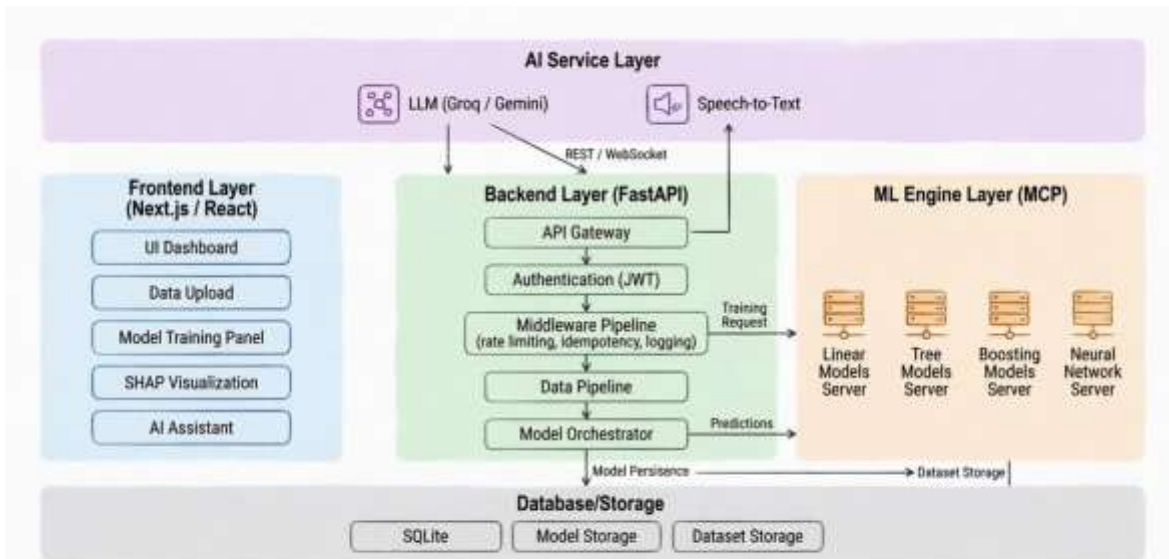 AI Service Layer
LLM (Groq / Gemini)
Speech-to-Text
REST / WebSocket
Frontend Layer
(Next.js / React)
UI Dashboard
Data Upload
Model Training Panel
SHAP Visualization
AI Assistant
Backend Layer (FastAPI)
API Gateway
Authentication (JWT)
Middleware Pipeline
(rate limiting, idempotency, logging)
Data Pipeline
Model Orchestrator
Training
Request
Predictions
ML Engine Layer (MCP)
Linear
Models
Server
Tree
Models
Server
Boosting
Models
Server
Neural
Network
Server
Model Persisence
Dataset Storage
Database/Storage
SQLite
Model Storage
Dataset Storage